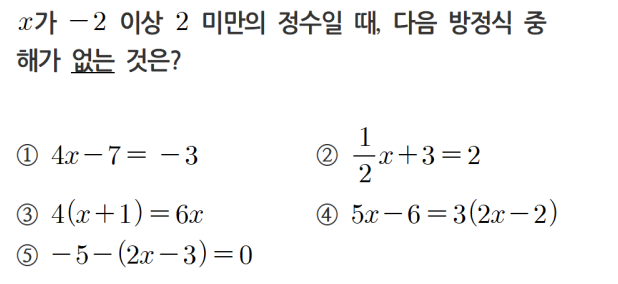 x가 −2 이상 2 미만의 정수일 때, 다음 방정식 중
해가 없는 것은?
① 4x−7= −3 ② 1/2 x+3=2
③ 4(x+1)=6x ④ 5x−6=3(2x−2)
⑤ −5−(2x−3)=0